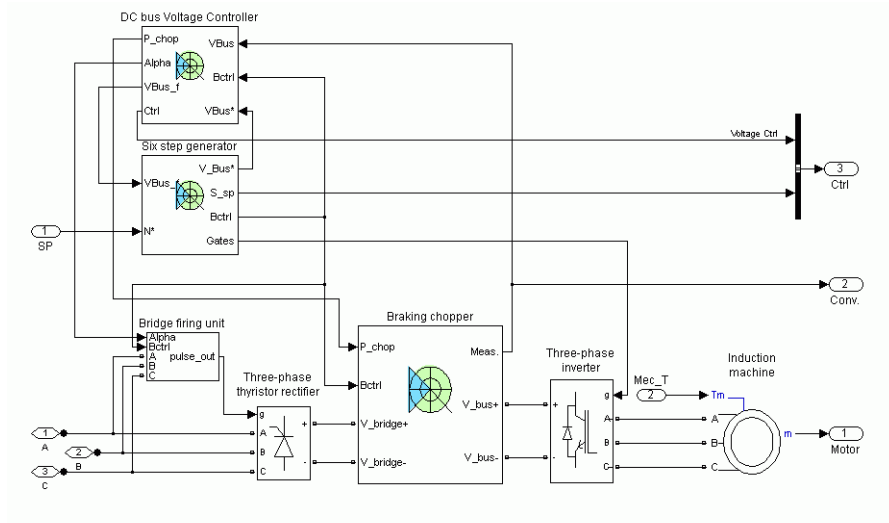 DC bus Voltage Controller
P_chop
VBus
Alpha
Bctrl
VBus_f
Ctrl
VBus*
Voltage Ctrl
Six step generator
V_Bus*
VBus_f
S_sp
3
Ctrl
Bctrl
1
SP
N*
Gates
2
Conv.
Bridge firing unit
Braking chopper
Alpha
Bctrl
A
pulse_out
B
C
P_chop
Meas.
Three-phase
thyristor rectifier
Three-phase
inverter
Induction
machine
Mec_T
2
Bctrl
g
Tm
g
V_bus+
+
A
A
1
A
A
+
V_bridge+
m
1
Motor
2
B
B
B
B
3
C
C
-
V_bridge-
V_bus-
-
C
C